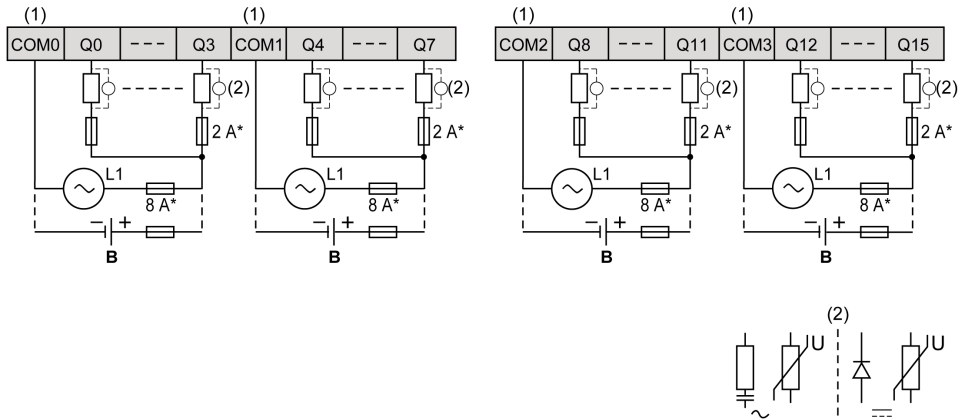 (1) (1) (1) (1)
COM0 Q0 --- Q3 COM1 Q4 --- Q7 COM2 Q8 --- Q11 COM3 Q12 --- Q15
(2) (2) (2) (2)
2 A* 2 A* 2 A* 2 A*
L1 L1 L1 L1
8 A* 8 A* 8 A* 8 A*
− + − + − + − +
B B B B
(2)
U U